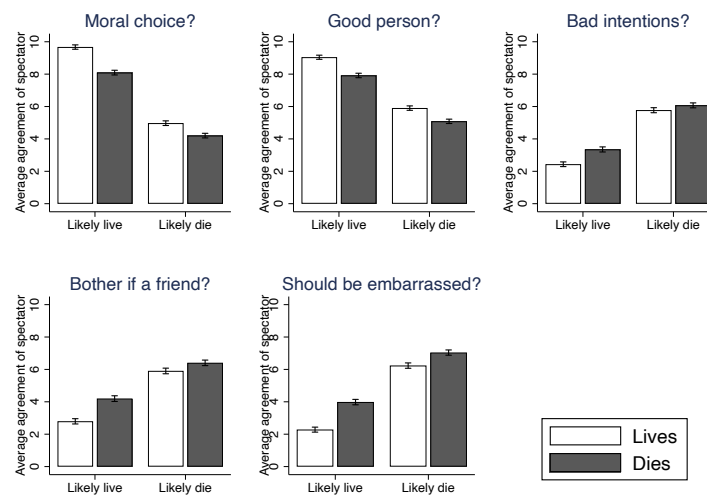 Moral choice?
Average agreement of spectator
0 2 4 6 8 10
Likely live Likely die
Good person?
Average agreement of spectator
0 2 4 6 8 10
Likely live Likely die
Bad intentions?
Average agreement of spectator
0 2 4 6 8 10
Likely live Likely die
Bother if a friend?
Average agreement of spectator
0 2 4 6 8 10
Likely live Likely die
Should be embarrassed?
Average agreement of spectator
0 2 4 6 8 10
Likely live Likely die
Lives
Dies